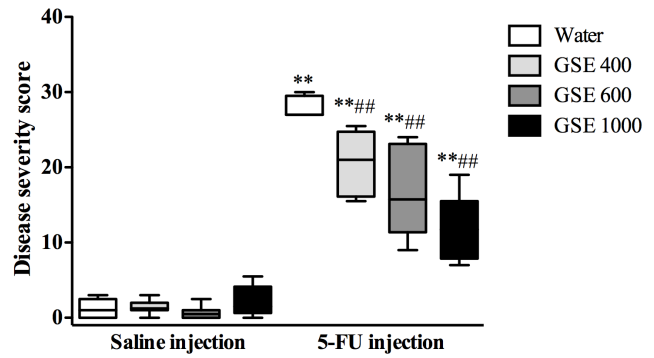 Disease severity score
40
30
20
10
0
**
**##
**##
**##
Water
GSE 400
GSE 600
GSE 1000
Saline injection
5-FU injection